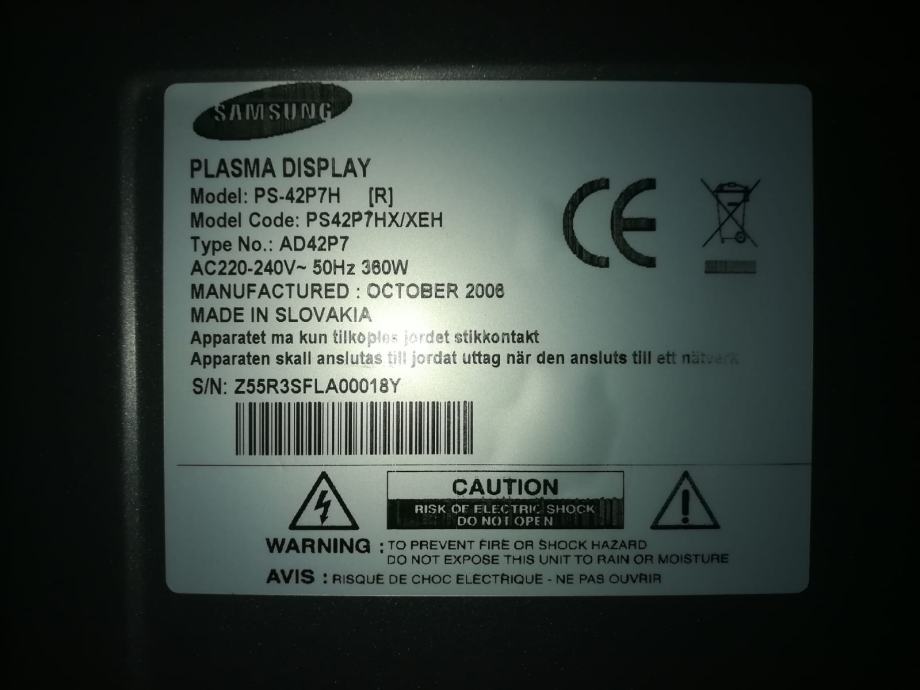 SAMSUNG
PLASMA DISPLAY
Model: PS-42P7H [R]
Model Code: PS42P7HX/XEH
Type No.: AD42P7
AC220-240V~ 50Hz 360W
MANUFACTURED : OCTOBER 2006
MADE IN SLOVAKIA
Apparatet ma kun tilkoples jordet stikkontakt
Apparaten skall anslutas till jordat uttag när den ansluts till ett nätverk
S/N: Z55R3SFLA00018Y
CE
CAUTION
RISK OF ELECTRIC SHOCK
DO NOT OPEN
WARNING : TO PREVENT FIRE OR SHOCK HAZARD
DO NOT EXPOSE THIS UNIT TO RAIN OR MOISTURE
AVIS : RISQUE DE CHOC ELECTRIQUE - NE PAS OUVRIR